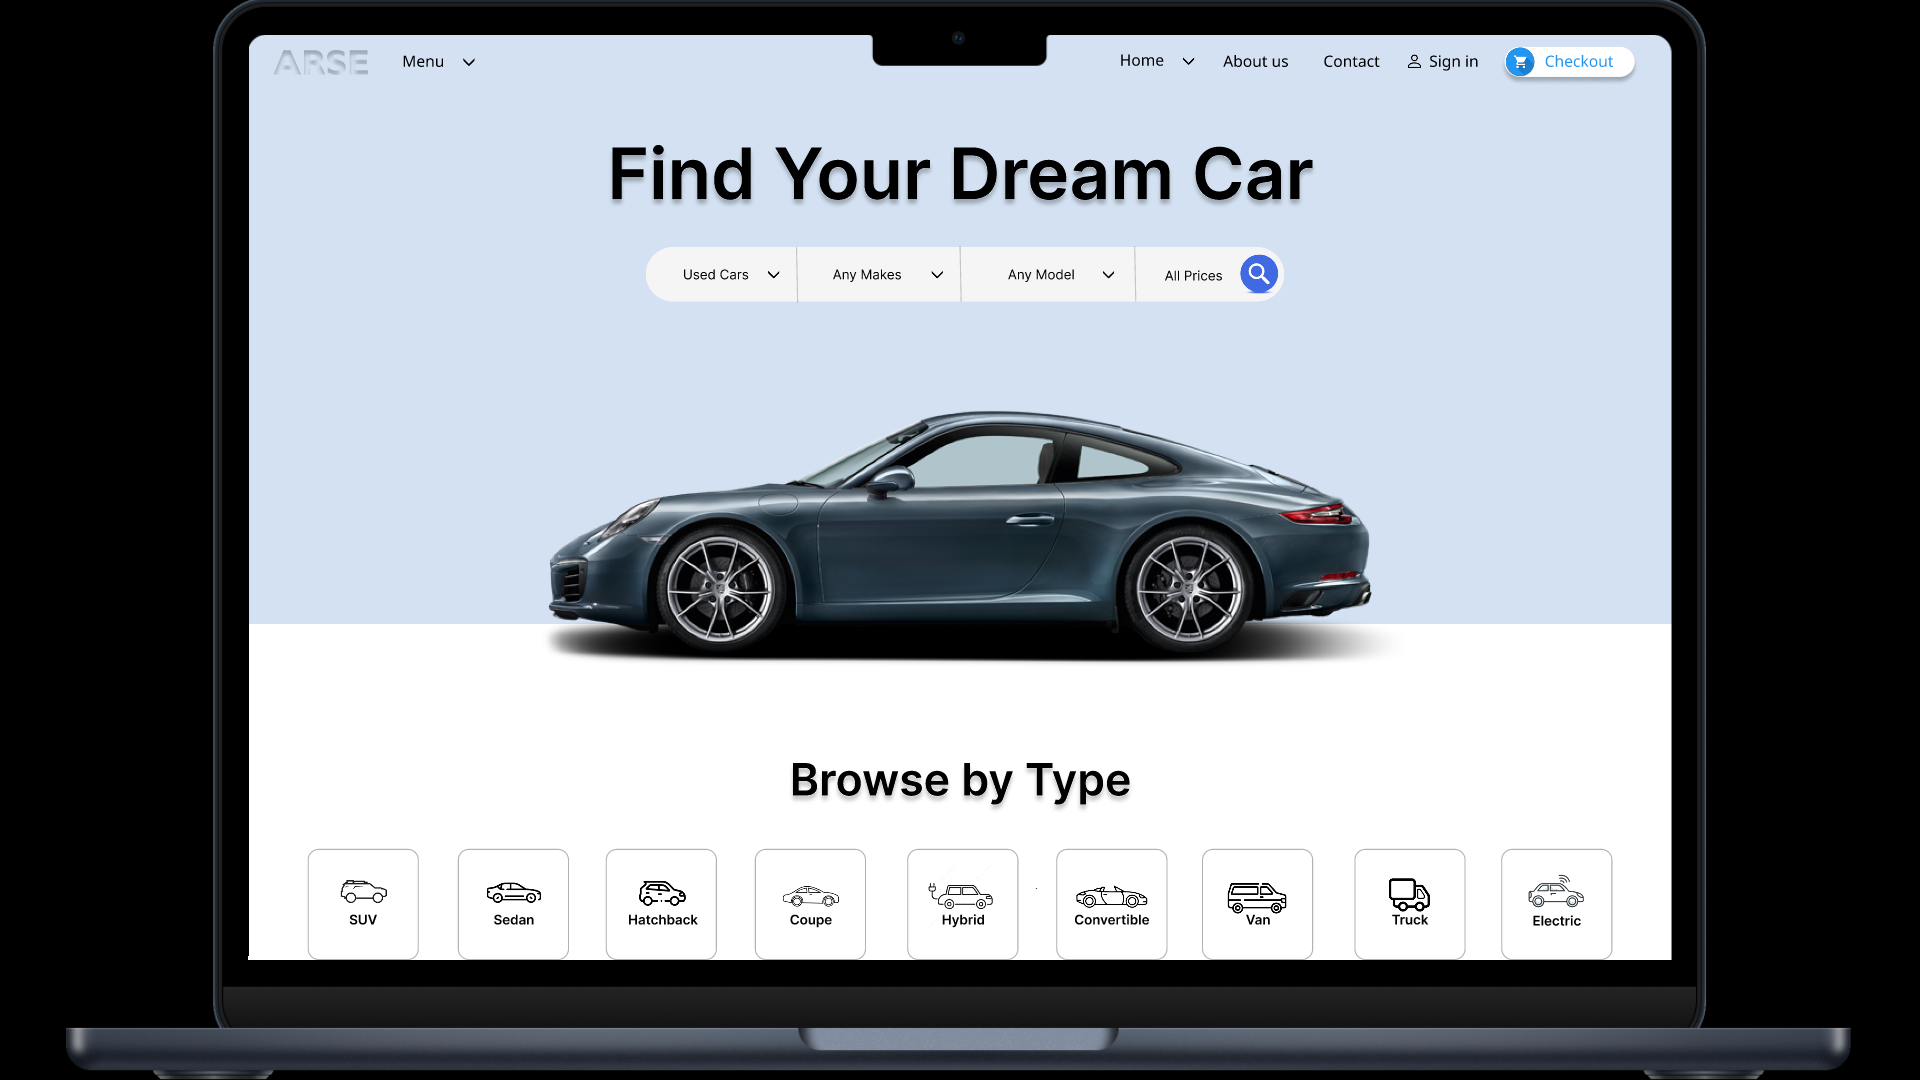 ARSE Menu Home About us Contact Sign in Checkout
Find Your Dream Car
Used Cars Any Makes Any Model All Prices
Browse by Type
SUV Sedan Hatchback Coupe Hybrid Convertible Van Truck Electric